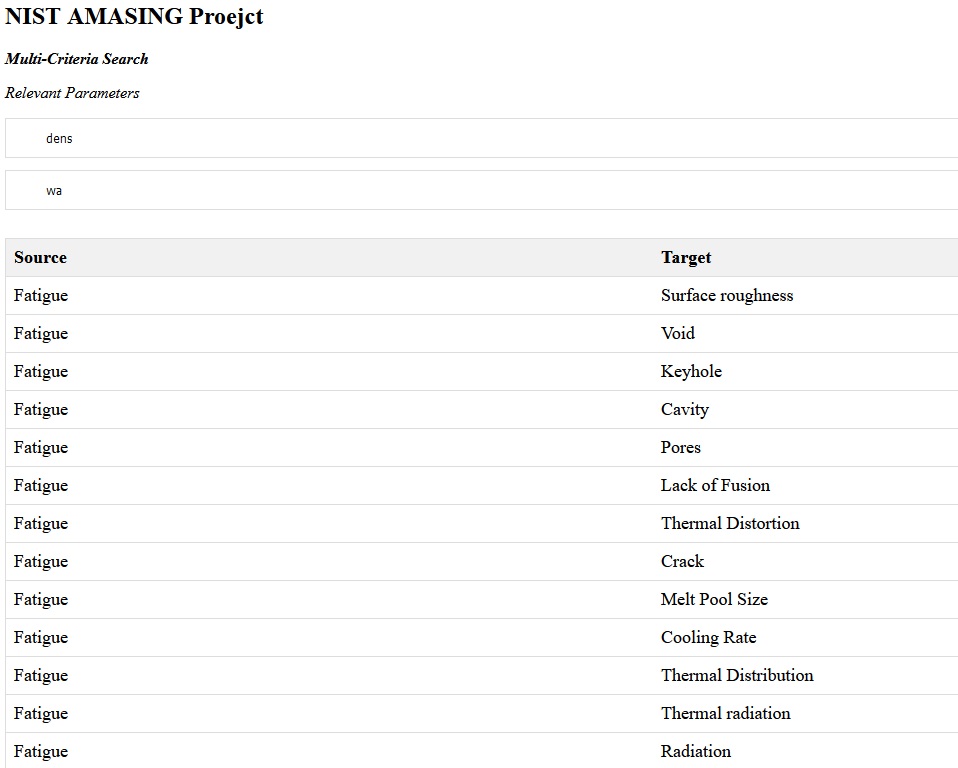 NIST AMASING Proejct
Multi-Criteria Search
Relevant Parameters
dens
wa
Source Target
Fatigue Surface roughness
Fatigue Void
Fatigue Keyhole
Fatigue Cavity
Fatigue Pores
Fatigue Lack of Fusion
Fatigue Thermal Distortion
Fatigue Crack
Fatigue Melt Pool Size
Fatigue Cooling Rate
Fatigue Thermal Distribution
Fatigue Thermal radiation
Fatigue Radiation